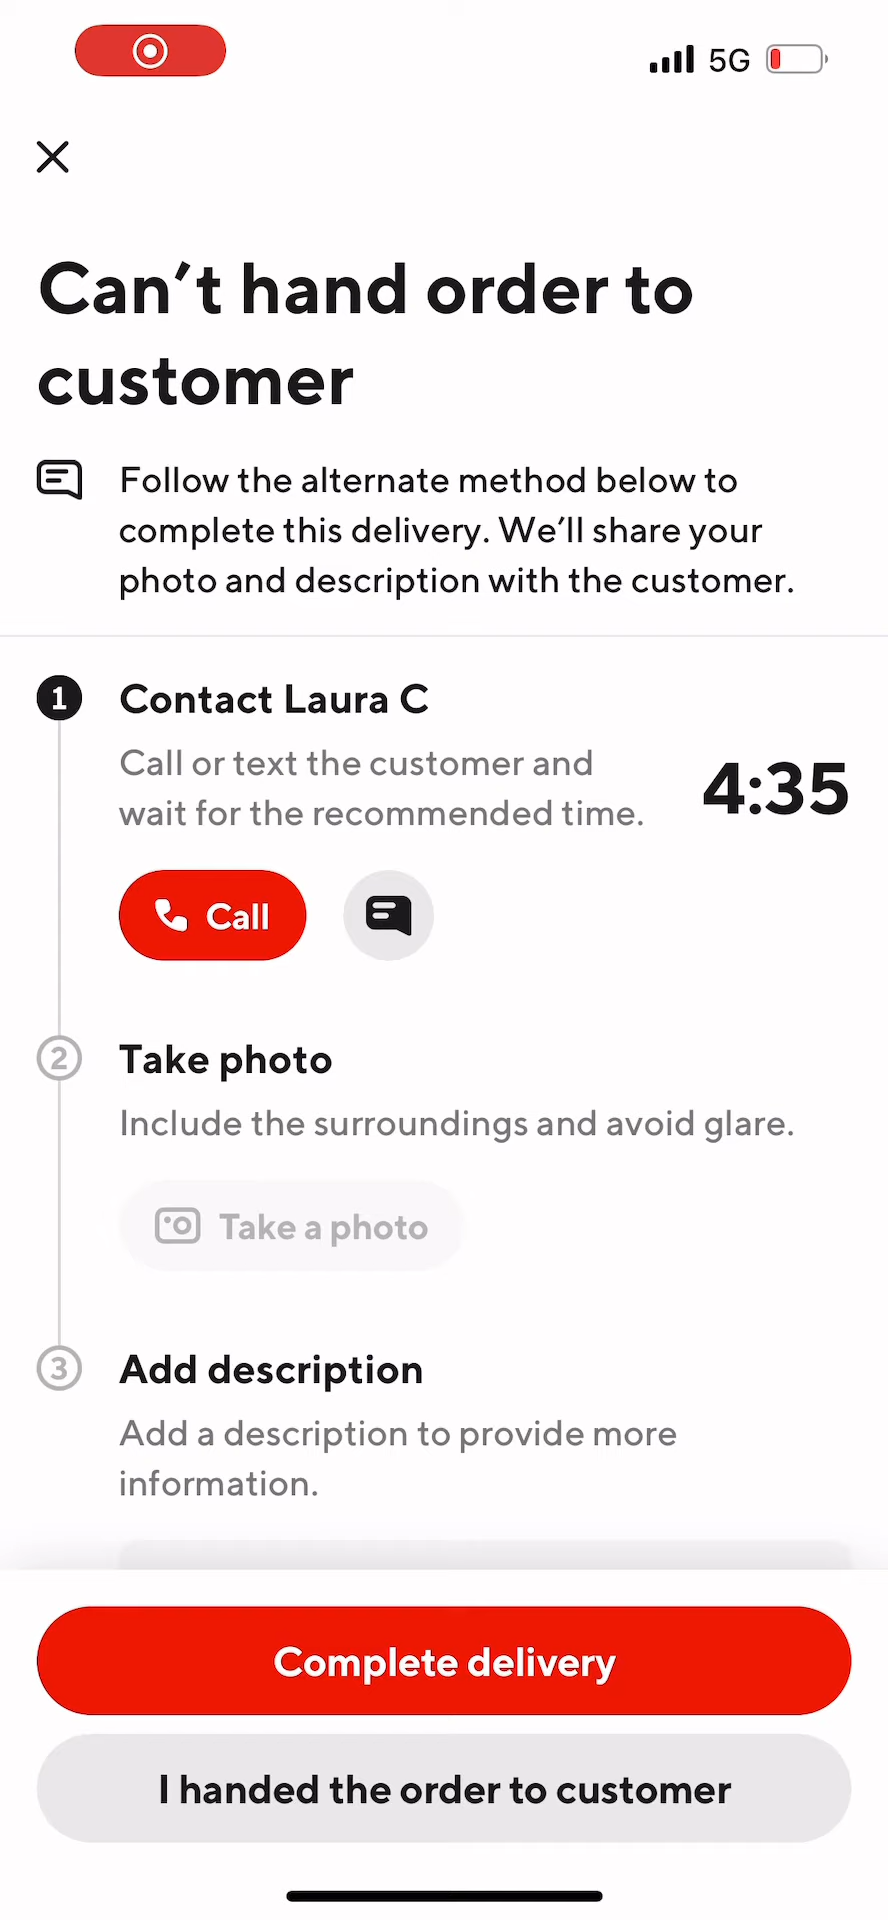 5G
Can’t hand order to
customer
Follow the alternate method below to
complete this delivery. We’ll share your
photo and description with the customer.
1
Contact Laura C
Call or text the customer and
wait for the recommended time.
4:35
Call
2
Take photo
Include the surroundings and avoid glare.
Take a photo
3
Add description
Add a description to provide more
information.
Complete delivery
I handed the order to customer